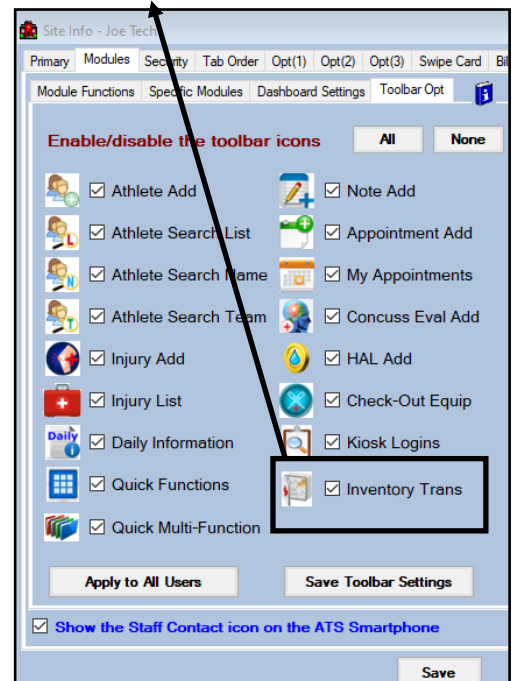 Site Info - Joe Tech
Primary Modules Security Tab Order Opt(1) Opt(2) Opt(3) Swipe Card Bil
Module Functions Specific Modules Dashboard Settings Toolbar Opt
Enable/disable the toolbar icons All None
Athlete Add Note Add
Athlete Search List Appointment Add
Athlete Search Name My Appointments
Athlete Search Team Concuss Eval Add
Injury Add HAL Add
Injury List Check-Out Equip
Daily Daily Information Kiosk Logins
Quick Functions Inventory Trans
Quick Multi-Function
Apply to All Users Save Toolbar Settings
Show the Staff Contact icon on the ATS Smartphone
Save